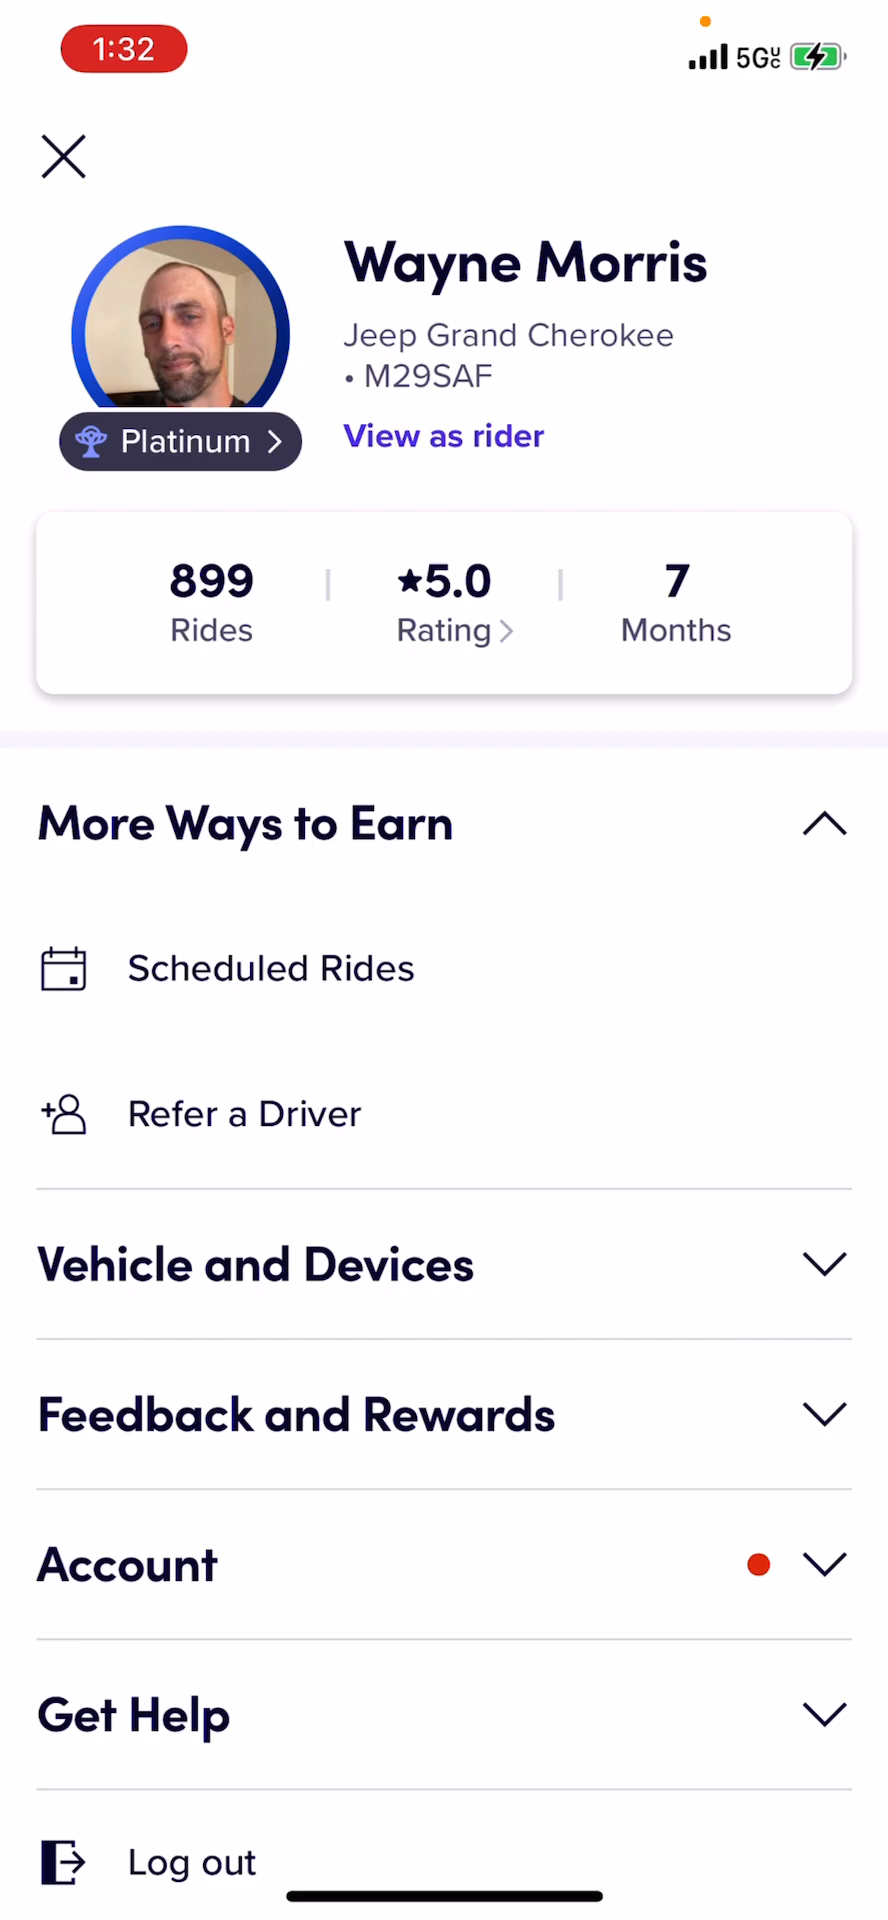 1:32
5GUC
Wayne Morris
Jeep Grand Cherokee
• M29SAF
Platinum
View as rider
899
★5.0
7
Rides
Rating
Months
More Ways to Earn
Scheduled Rides
Refer a Driver
Vehicle and Devices
Feedback and Rewards
Account
Get Help
Log out